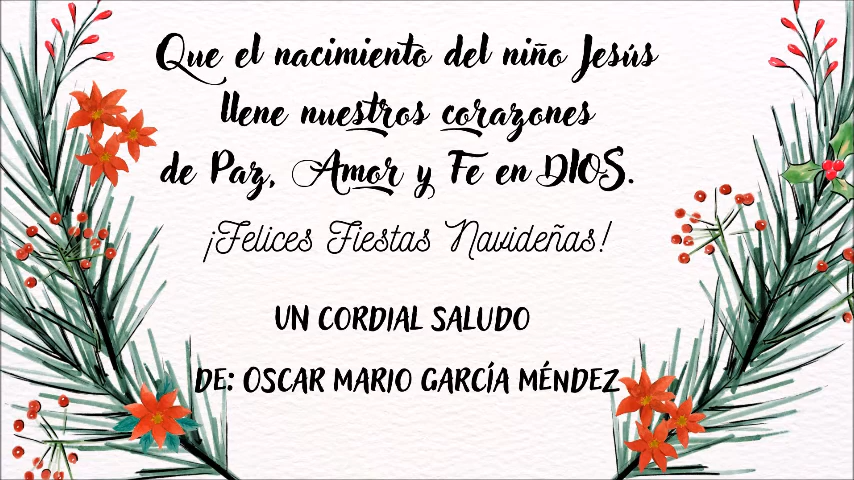 Que el nacimiento del niño Jesús
llene nuestros corazones
de Paz, Amor y Fe en DIOS.
¡Felices Fiestas Navideñas!
UN CORDIAL SALUDO
DE: OSCAR MARIO GARCÍA MÉNDEZ